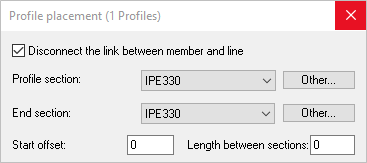 Profile placement (1 Profiles)
Disconnect the link between member and line
Profile section: IPE330 Other...
End section: IPE330 Other...
Start offset: 0 Length between sections: 0